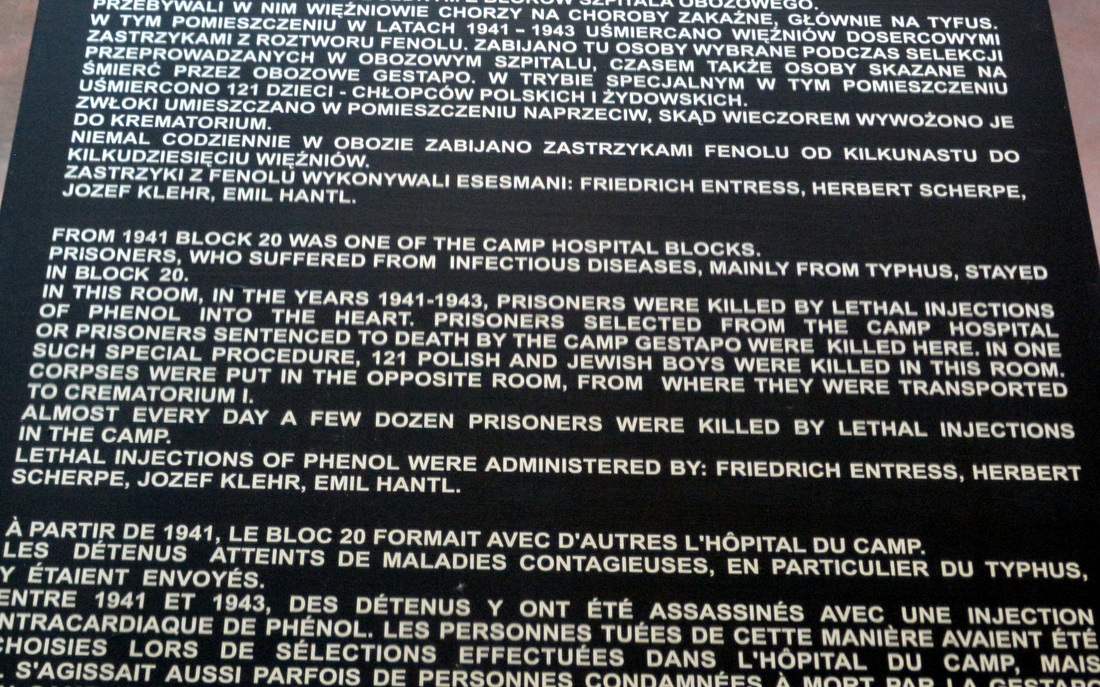 BLOKÓW SZPITALA OBOZOWEGO.
PRZEBYWALI W NIM WIĘŹNIOWIE CHORZY NA CHOROBY ZAKAŹNE, GŁÓWNIE NA TYFUS.
W TYM POMIESZCZENIU W LATACH 1941 - 1943 UŚMIERCANO WIĘŹNIÓW DOSERCOWYMI
ZASTRZYKAMI Z ROZTWORU FENOLU. ZABIJANO TU OSOBY WYBRANE PODCZAS SELEKCJI
PRZEPROWADZANYCH W OBOZOWYM SZPITALU, CZASEM TAKŻE OSOBY SKAZANE NA
ŚMIERĆ PRZEZ OBOZOWE GESTAPO. W TRYBIE SPECJALNYM W TYM POMIESZCZENIU
UŚMIERCONO 121 DZIECI - CHŁOPCÓW POLSKICH I ŻYDOWSKICH.
ZWŁOKI UMIESZCZANO W POMIESZCZENIU NAPRZECIW, SKĄD WIECZOREM WYWOŻONO JE
DO KREMATORIUM.
NIEMAL CODZIENNIE W OBOZIE ZABIJANO ZASTRZYKAMI FENOLU OD KILKUNASTU DO
KILKUDZIESIĘCIU WIĘŹNIÓW.
ZASTRZYKI Z FENOLU WYKONYWALI ESESMANI: FRIEDRICH ENTRESS, HERBERT SCHERPE,
JOZEF KLEHR, EMIL HANTL.
FROM 1941 BLOCK 20 WAS ONE OF THE CAMP HOSPITAL BLOCKS.
PRISONERS, WHO SUFFERED FROM INFECTIOUS DISEASES, MAINLY FROM TYPHUS, STAYED
IN BLOCK 20.
IN THIS ROOM, IN THE YEARS 1941-1943, PRISONERS WERE KILLED BY LETHAL INJECTIONS
OF PHENOL INTO THE HEART. PRISONERS SELECTED FROM THE CAMP HOSPITAL
OR PRISONERS SENTENCED TO DEATH BY THE CAMP GESTAPO WERE KILLED HERE. IN ONE
SUCH SPECIAL PROCEDURE, 121 POLISH AND JEWISH BOYS WERE KILLED IN THIS ROOM.
CORPSES WERE PUT IN THE OPPOSITE ROOM, FROM WHERE THEY WERE TRANSPORTED
TO CREMATORIUM I.
ALMOST EVERY DAY A FEW DOZEN PRISONERS WERE KILLED BY LETHAL INJECTIONS
IN THE CAMP.
LETHAL INJECTIONS OF PHENOL WERE ADMINISTERED BY: FRIEDRICH ENTRESS, HERBERT
SCHERPE, JOZEF KLEHR, EMIL HANTL.
À PARTIR DE 1941, LE BLOC 20 FORMAIT AVEC D'AUTRES L'HÔPITAL DU CAMP.
LES DÉTENUS ATTEINTS DE MALADIES CONTAGIEUSES, EN PARTICULIER DU TYPHUS,
Y ÉTAIENT ENVOYÉS.
ENTRE 1941 ET 1943, DES DÉTENUS Y ONT ÉTÉ ASSASSINÉS AVEC UNE INJECTION
NTRACARDIAQUE DE PHÉNOL. LES PERSONNES TUÉES DE CETTE MANIÈRE AVAIENT ÉTÉ
CHOISIES LORS DE SÉLECTIONS EFFECTUÉES DANS L'HÔPITAL DU CAMP, MAIS
S'AGISSAIT AUSSI PARFOIS DE PERSONNES CONDAMNÉES À MORT PAR LA GESTAPO